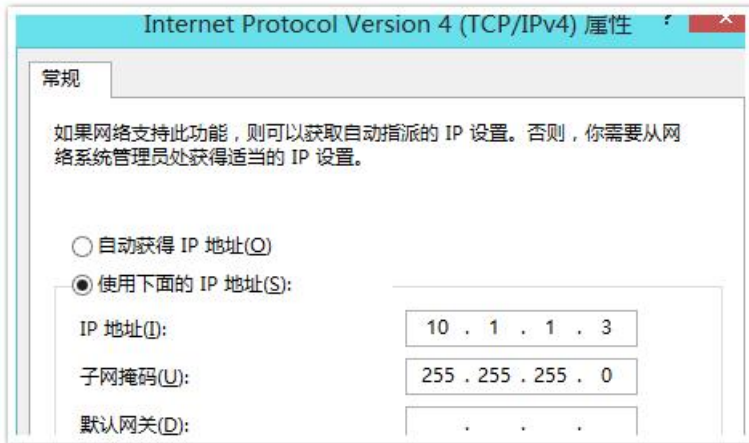 Internet Protocol Version 4 (TCP/IPv4) 属性 ? ×
常规
如果网络支持此功能，则可以获取自动指派的 IP 设置。否则，你需要从网
络系统管理员处获得适当的 IP 设置。
自动获得 IP 地址(O)
使用下面的 IP 地址(S):
IP 地址(I): 10 . 1 . 1 . 3
子网掩码(U): 255 . 255 . 255 . 0
默认网关(D): . . .